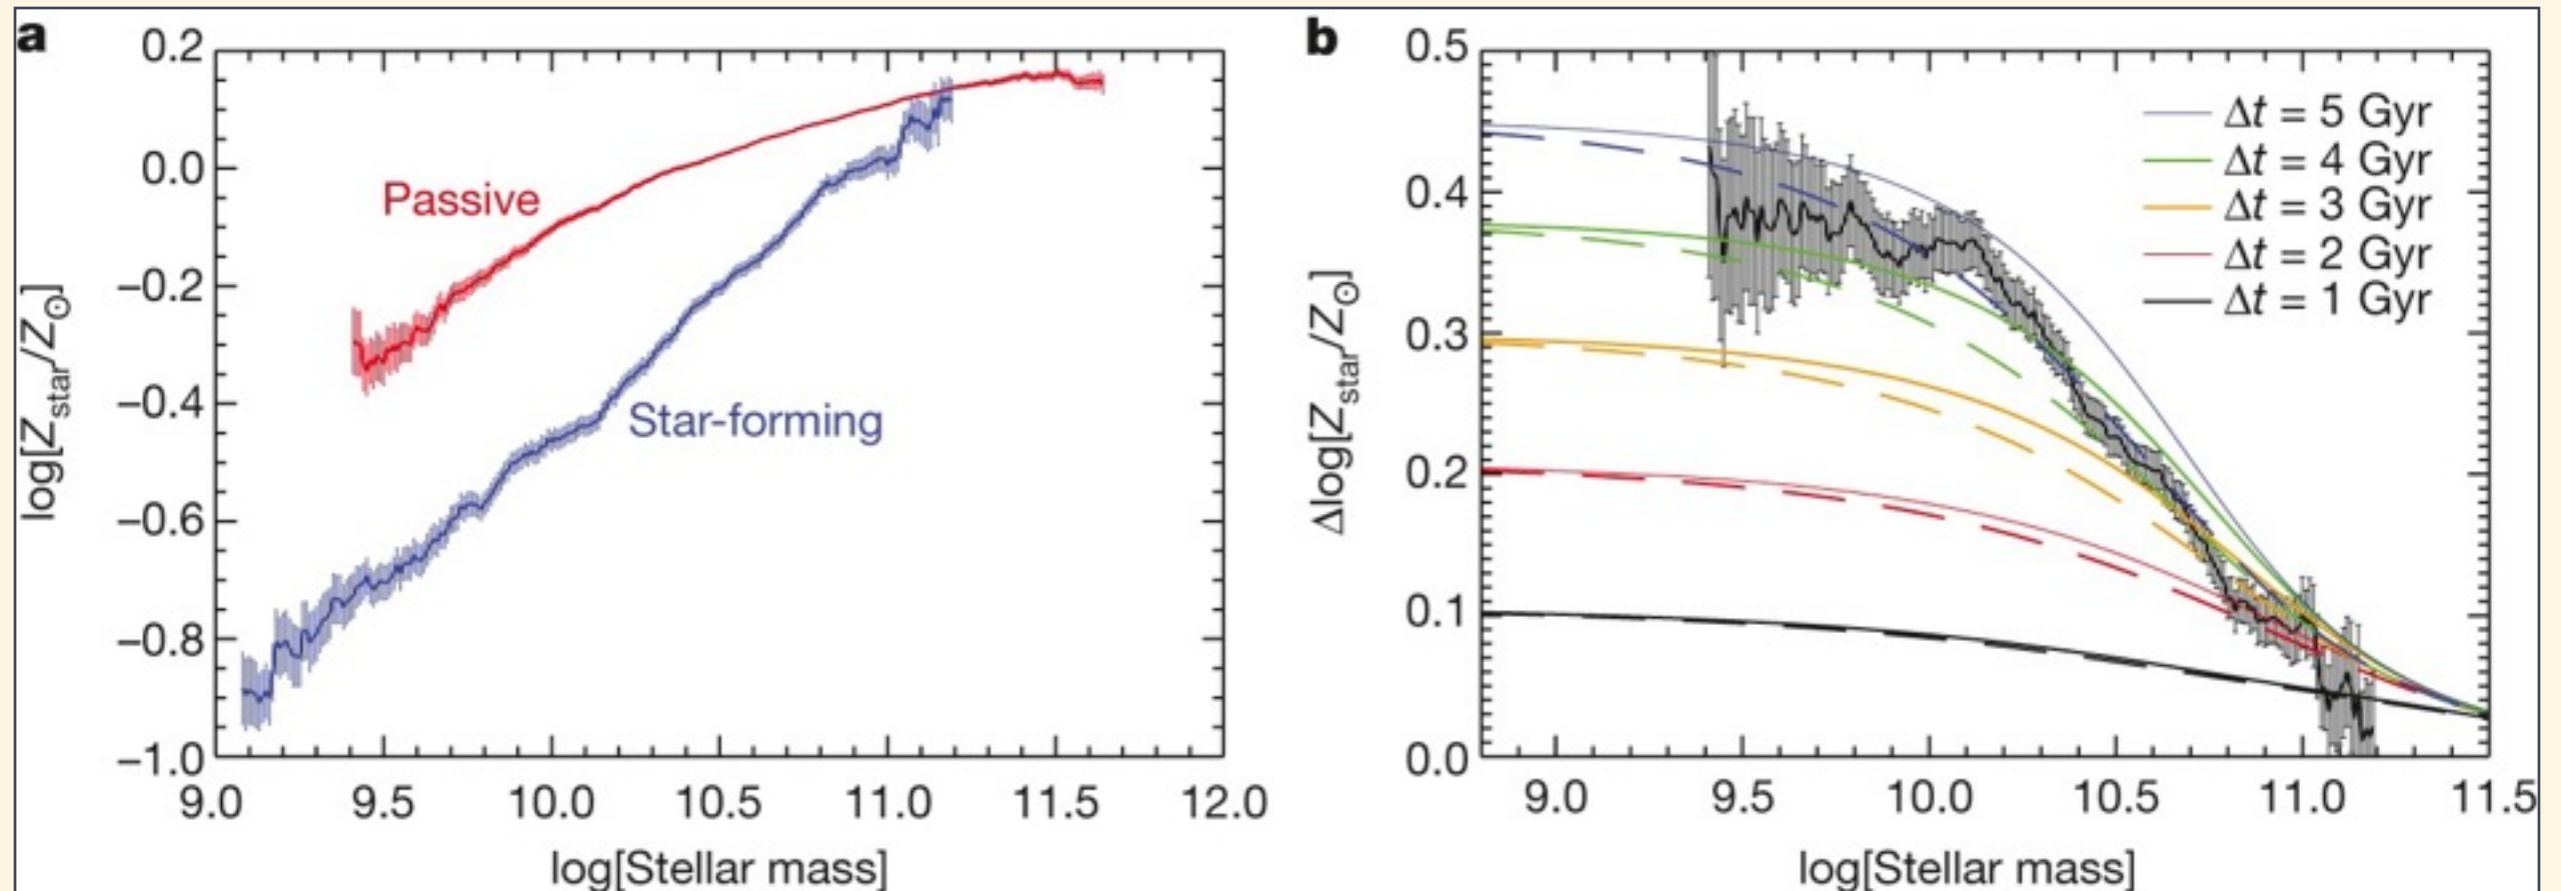 a
0.2
0.0
−0.2
−0.4
−0.6
−0.8
−1.0
log[Z_star/Z_⊙]
Passive
Star-forming
9.0 9.5 10.0 10.5 11.0 11.5 12.0
log[Stellar mass]
b
0.5
0.4
0.3
0.2
0.1
0.0
Δlog[Z_star/Z_⊙]
Δt = 5 Gyr
Δt = 4 Gyr
Δt = 3 Gyr
Δt = 2 Gyr
Δt = 1 Gyr
9.0 9.5 10.0 10.5 11.0 11.5
log[Stellar mass]